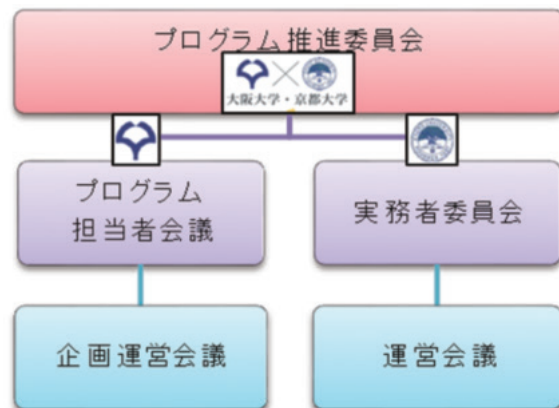 プログラム推進委員会
大阪大学・京都大学
プログラム
担当者会議
実務者委員会
企画運営会議
運営会議